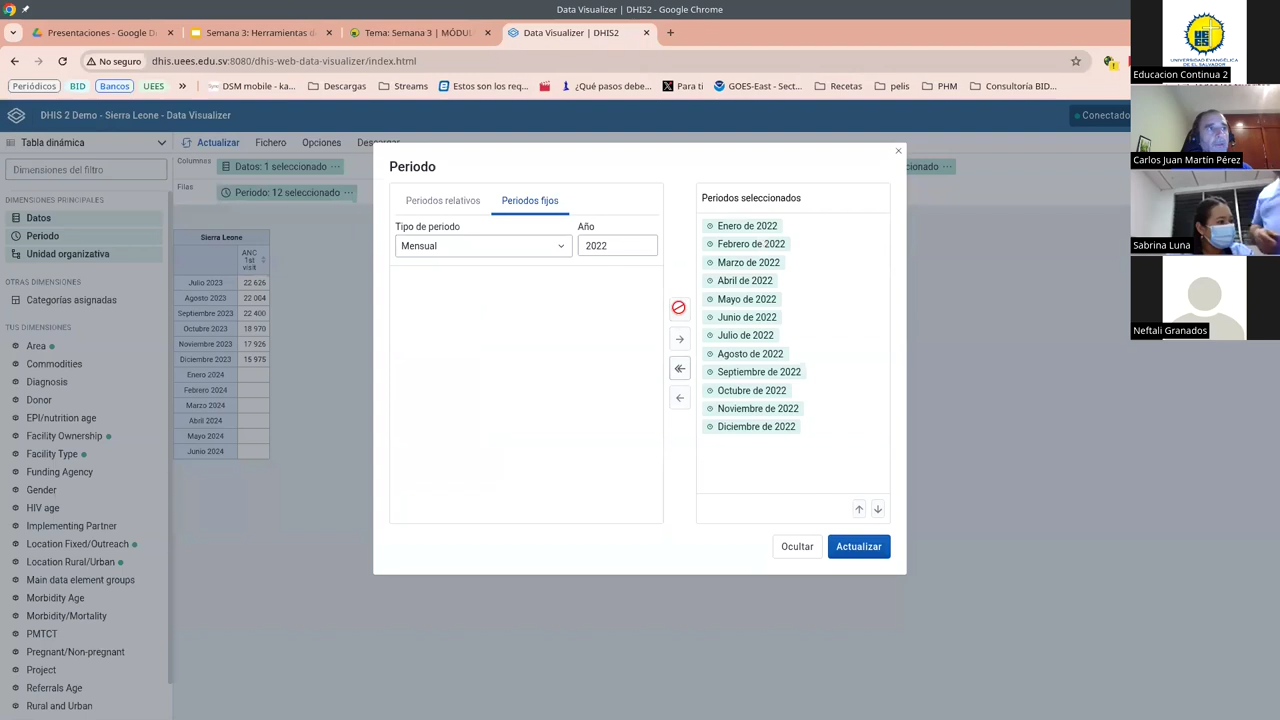 Data Visualizer | DHIS2 - Google Chrome
Presentaciones - Google D
Semana 3: Herramientas d
Tema: Semana 3 | MÓDUL
Data Visualizer | DHIS2
No seguro
dhis.uees.edu.sv:8080/dhis-web-data-visualizer/index.html
Periódicos
BID
Bancos
UEES
DSM mobile - ka...
Descargas
Streams
Estos son los req...
¿Qué pasos debe...
Para ti
GOES-East - Sect...
Recetas
pelis
PHM
Consultoría BID...
DHIS 2 Demo - Sierra Leone - Data Visualizer
Conectado
Tabla dinámica
Actualizar
Fichero
Opciones
Descargar
Dimensiones del filtro
Columns
Datos: 1 seleccionado
cionado
Filas
Periodo: 12 seleccionado
DIMENSIONES PRINCIPALES
Datos
Periodo
Unidad organizativa
OTRAS DIMENSIONES
Categorías asignadas
TUS DIMENSIONES
Area
Commodities
Diagnosis
Donor
EPI/nutrition age
Facility Ownership
Facility Type
Funding Agency
Gender
HIV age
Implementing Partner
Location Fixed/Outreach
Location Rural/Urban
Main data element groups
Morbidity Age
Morbidity/Mortality
PMTCT
Pregnant/Non-pregnant
Project
Referrals Age
Rural and Urban
Sierra Leone
ANC
1st
visit
Julio 2023 22 626
Agosto 2023 22 004
Septiembre 2023 22 400
Octubre 2023 18 970
Noviembre 2023 17 926
Diciembre 2023 15 975
Enero 2024
Febrero 2024
Marzo 2024
Abril 2024
Mayo 2024
Junio 2024
Periodo
Periodos relativos
Periodos fijos
Tipo de periodo
Año
Mensual
2022
Periodos seleccionados
Enero de 2022
Febrero de 2022
Marzo de 2022
Abril de 2022
Mayo de 2022
Junio de 2022
Julio de 2022
Agosto de 2022
Septiembre de 2022
Octubre de 2022
Noviembre de 2022
Diciembre de 2022
Ocultar
Actualizar
UEES
UNIVERSIDAD EVANGÉLICA
DE EL SALVADOR
Educacion Continua 2
Carlos Juan Martín Pérez
Sabrina Luna
Neftali Granados